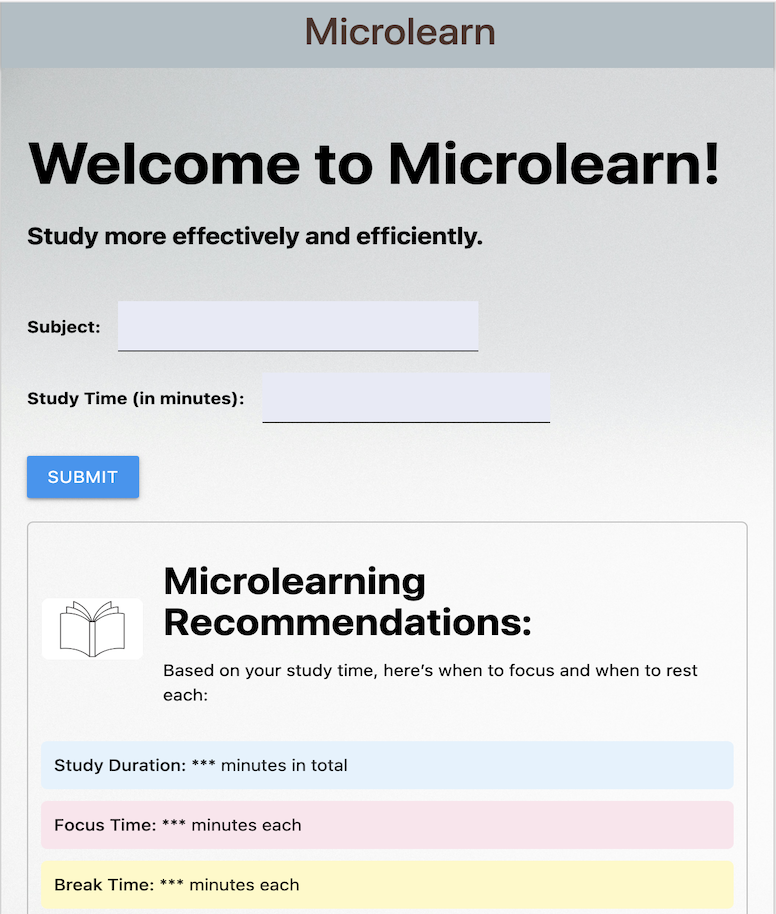 Microlearn
Welcome to Microlearn!
Study more effectively and efficiently.
Subject:
Study Time (in minutes):
SUBMIT
Microlearning
Recommendations:
Based on your study time, here’s when to focus and when to rest
each:
Study Duration: *** minutes in total
Focus Time: *** minutes each
Break Time: *** minutes each